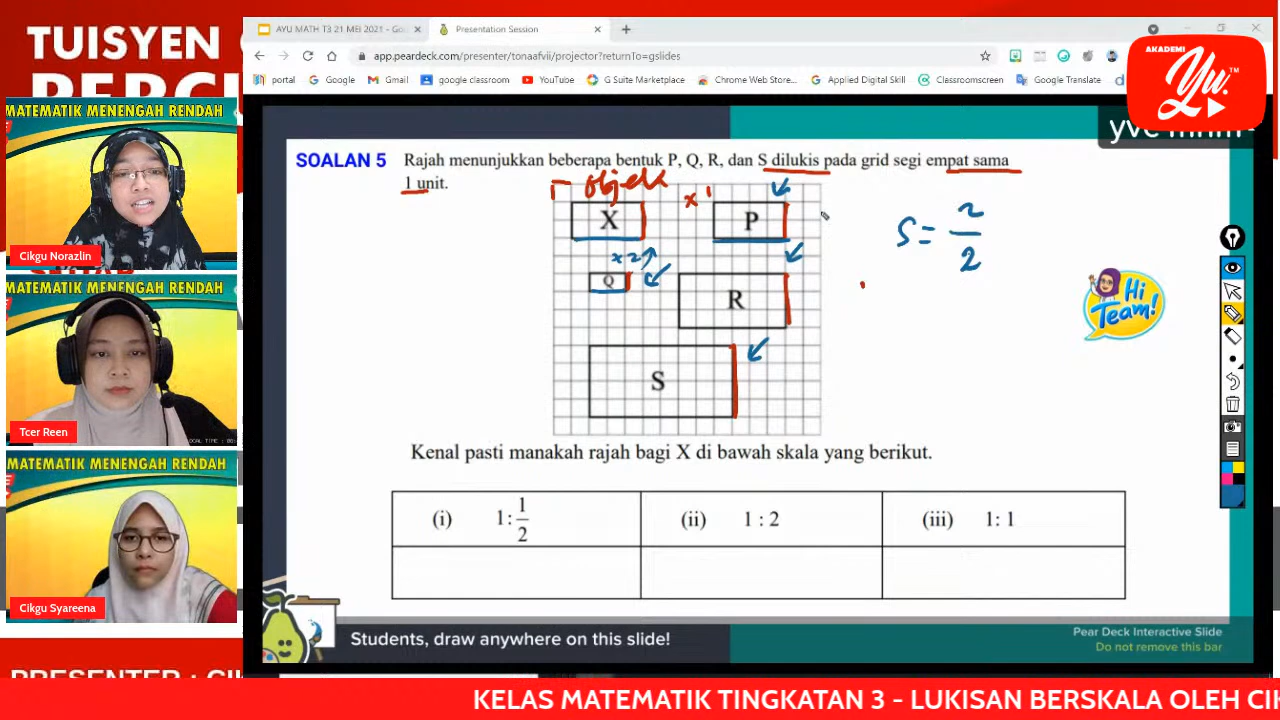 TUISYEN
AYU MATH T3 21 MEI 2021 - Goo
Presentation Session
app.peardeck.com/presenter/tonaafvii/projector?returnTo=gslides
portal
Google
Gmail
google classroom
YouTube
G Suite Marketplace
Chrome Web Store...
Applied Digital Skill
Classroomscreen
Google Translate
AKADEMI
Yu.
TM
MATEMATIK MENENGAH RENDAH
Cikgu Norazlin
MATEMATIK MENENGAH RENDAH
Tcer Reen
MATEMATIK MENENGAH RENDAH
Cikgu Syareena
SOALAN 5 Rajah menunjukkan beberapa bentuk P, Q, R, dan S dilukis pada grid segi empat sama
1 unit.
objek
X
x'
P
x 2
Q
R
S
S = 2/2
Hi
Team!
Kenal pasti manakah rajah bagi X di bawah skala yang berikut.
(i) 1:1/2
(ii) 1 : 2
(iii) 1: 1
Students, draw anywhere on this slide!
Pear Deck Interactive Slide
Do not remove this bar
KELAS MATEMATIK TINGKATAN 3 - LUKISAN BERSKALA OLEH CI